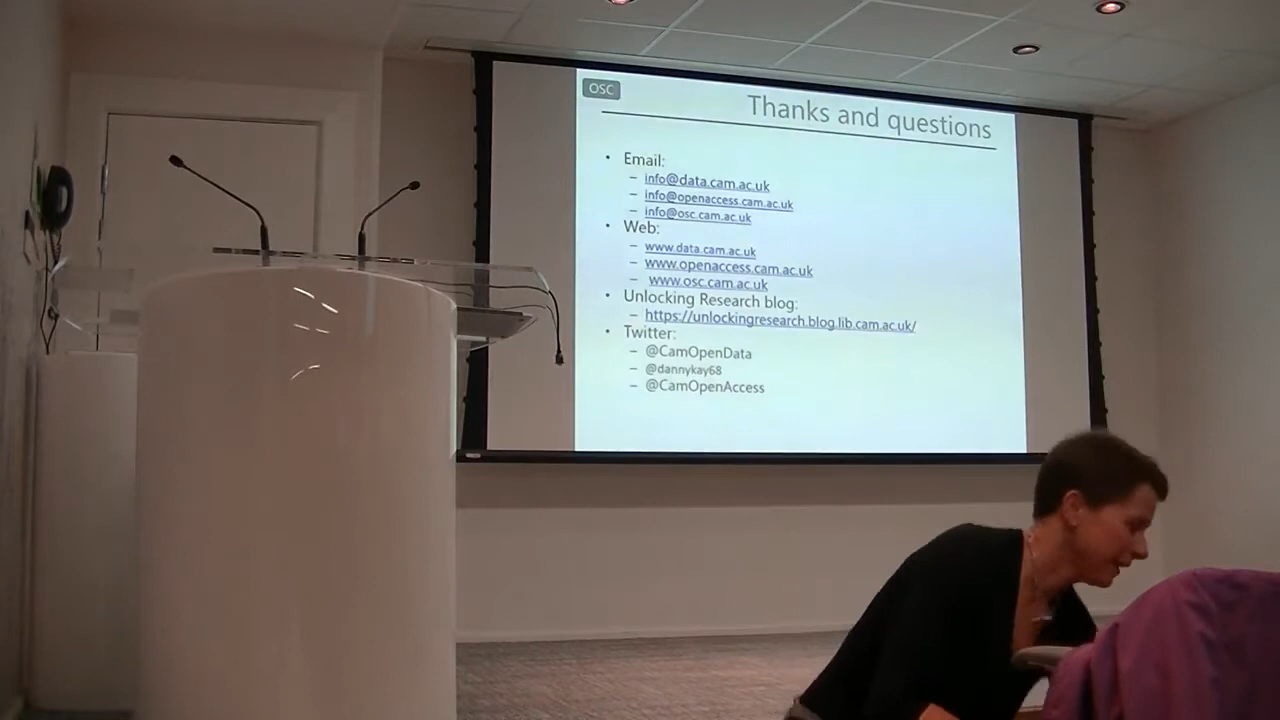 OSC
Thanks and questions
• Email:
– info@data.cam.ac.uk
– info@openaccess.cam.ac.uk
– info@osc.cam.ac.uk
• Web:
– www.data.cam.ac.uk
– www.openaccess.cam.ac.uk
– www.osc.cam.ac.uk
• Unlocking Research blog:
– https://unlockingresearch.blog.lib.cam.ac.uk/
• Twitter:
– @CamOpenData
– @dannykay68
– @CamOpenAccess